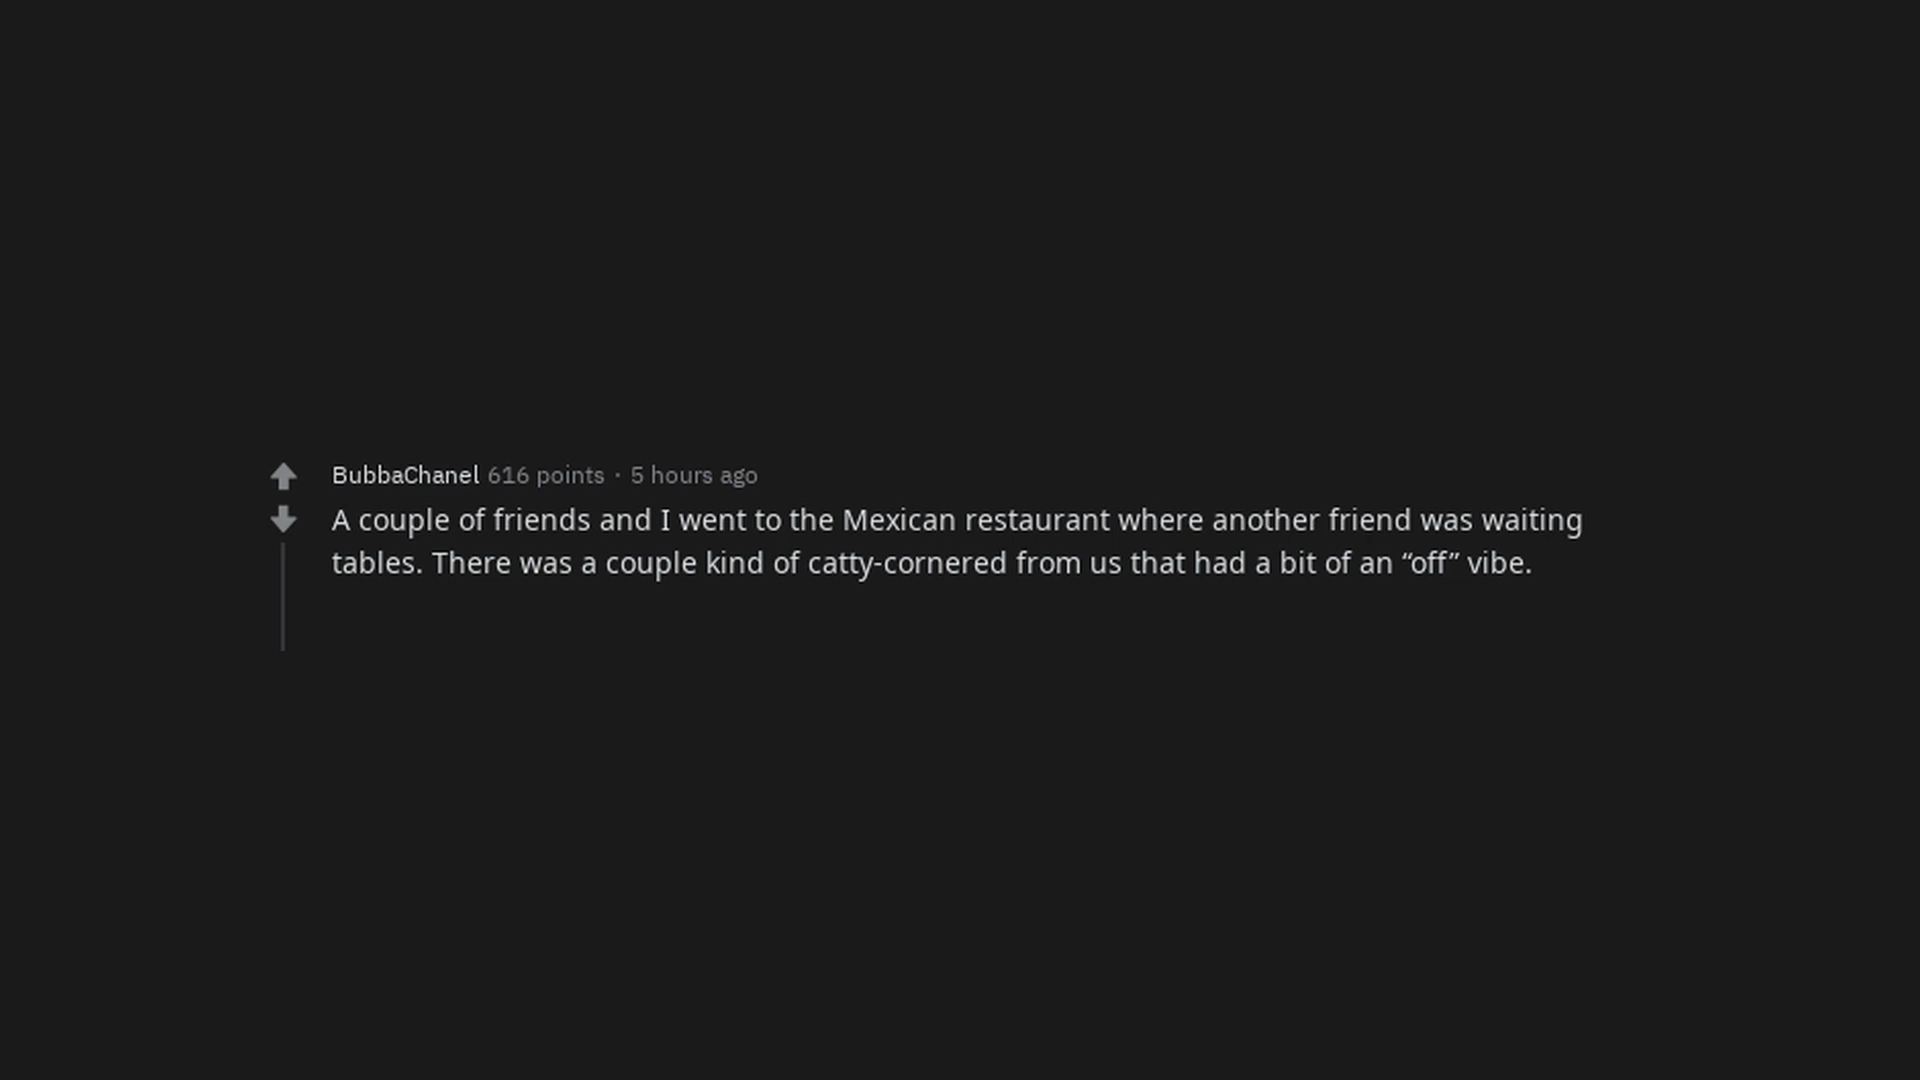 BubbaChanel 616 points · 5 hours ago
A couple of friends and I went to the Mexican restaurant where another friend was waiting
tables. There was a couple kind of catty-cornered from us that had a bit of an “off” vibe.